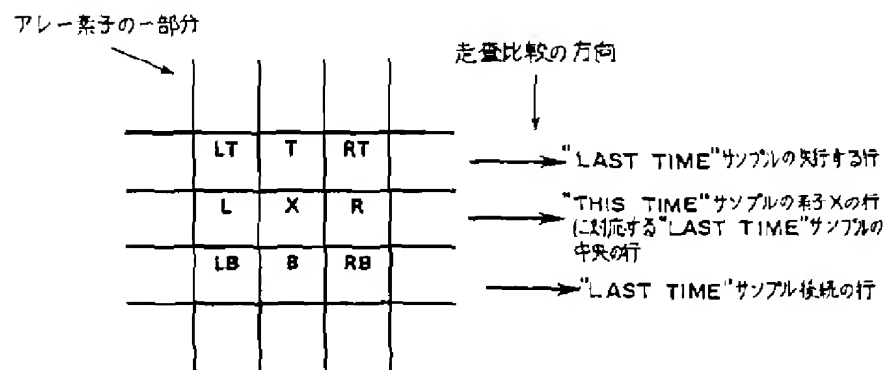 アレー素子の一部分
走査比較の方向
LT T RT
"LAST TIME"サンプルの先行する行
L X R
"THIS TIME"サンプルの素子Xの行
に対応する"LAST TIME"サンプルの
中央の行
LB B RB
"LAST TIME"サンプル後続の行